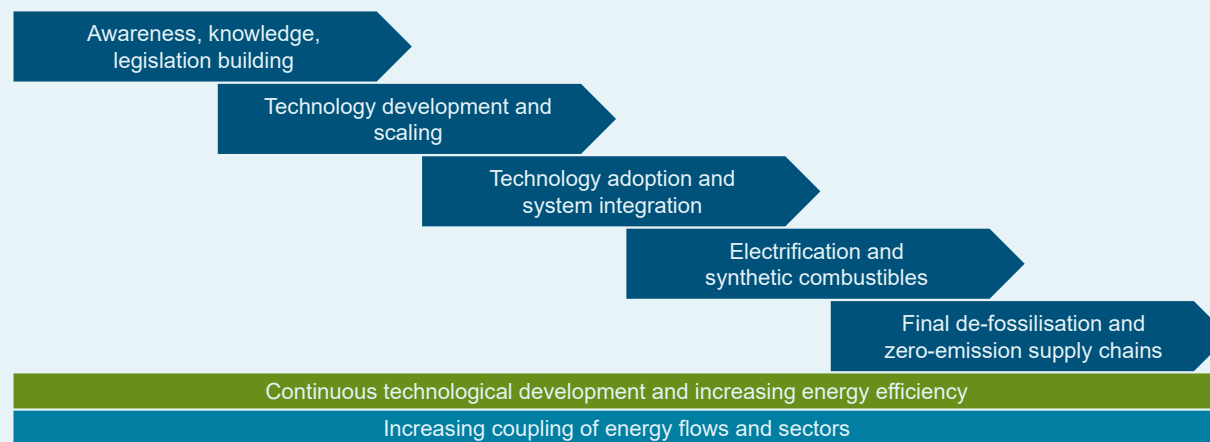 Awareness, knowledge,
legislation building
Technology development and
scaling
Technology adoption and
system integration
Electrification and
synthetic combustibles
Final de-fossilisation and
zero-emission supply chains
Continuous technological development and increasing energy efficiency
Increasing coupling of energy flows and sectors